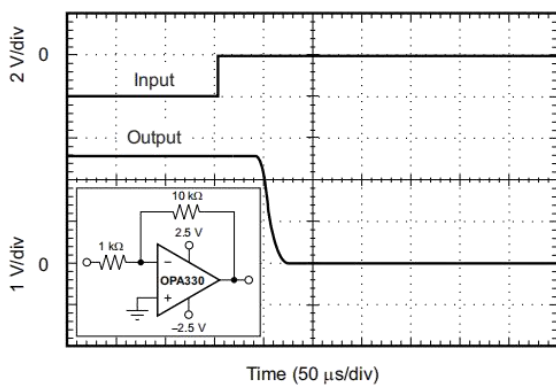 2 V/div
0
Input
Output
10 kΩ
2.5 V
1 kΩ
−
OPA330
+
–2.5 V
1 V/div
0
Time (50 μs/div)